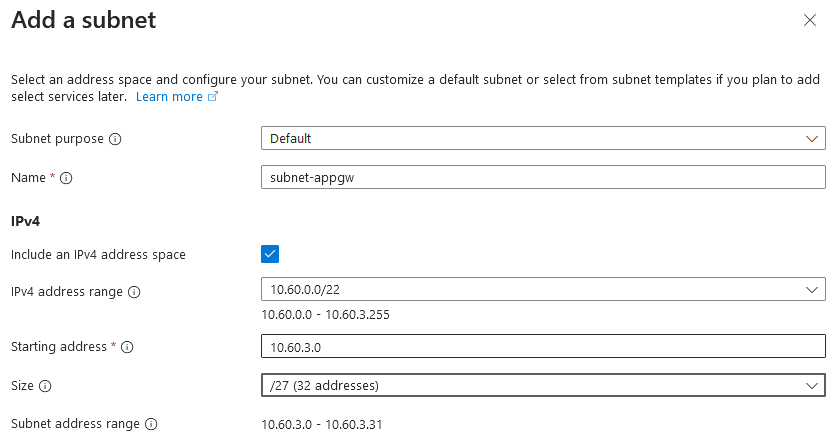 Add a subnet
Select an address space and configure your subnet. You can customize a default subnet or select from subnet templates if you plan to add
select services later. Learn more
Subnet purpose Default
Name * subnet-appgw
IPv4
Include an IPv4 address space
IPv4 address range 10.60.0.0/22
10.60.0.0 - 10.60.3.255
Starting address * 10.60.3.0
Size /27 (32 addresses)
Subnet address range 10.60.3.0 - 10.60.3.31